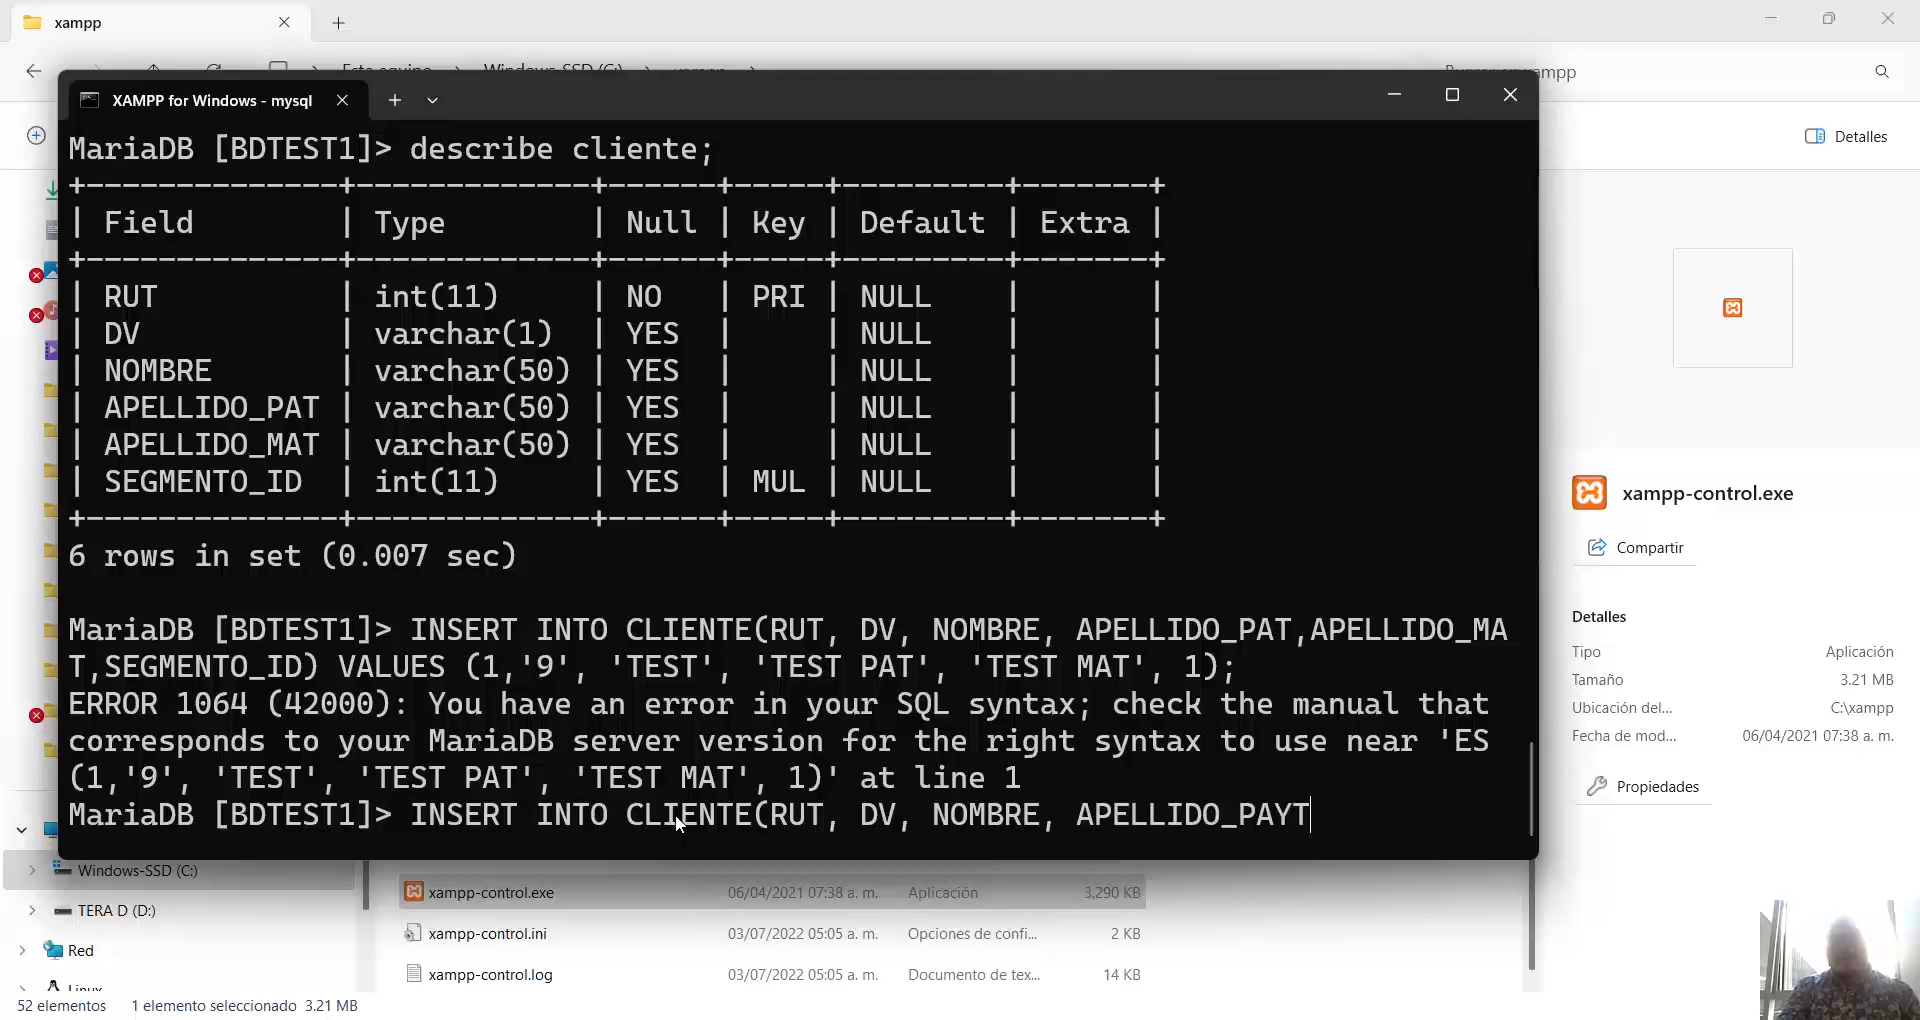 xampp
Este equipo
Windows-SSD (C:)
xampp
XAMPP for Windows - mysql
Detalles
MariaDB [BDTEST1]> describe cliente;
+--------------+-------------+------+-----+---------+-------+
| Field | Type | Null | Key | Default | Extra |
+--------------+-------------+------+-----+---------+-------+
| RUT | int(11) | NO | PRI | NULL | |
| DV | varchar(1) | YES | | NULL | |
| NOMBRE | varchar(50) | YES | | NULL | |
| APELLIDO_PAT | varchar(50) | YES | | NULL | |
| APELLIDO_MAT | varchar(50) | YES | | NULL | |
| SEGMENTO_ID | int(11) | YES | MUL | NULL | |
+--------------+-------------+------+-----+---------+-------+
6 rows in set (0.007 sec)
MariaDB [BDTEST1]> INSERT INTO CLIENTE(RUT, DV, NOMBRE, APELLIDO_PAT,APELLIDO_MA
T,SEGMENTO_ID) VALUES (1,'9', 'TEST', 'TEST PAT', 'TEST MAT', 1);
ERROR 1064 (42000): You have an error in your SQL syntax; check the manual that
corresponds to your MariaDB server version for the right syntax to use near 'ES
(1,'9', 'TEST', 'TEST PAT', 'TEST MAT', 1)' at line 1
MariaDB [BDTEST1]> INSERT INTO CLIENTE(RUT, DV, NOMBRE, APELLIDO_PAYT
xampp-control.exe
Compartir
Detalles
Tipo Aplicación
Tamaño 3.21 MB
Ubicación del... C:\xampp
Fecha de mod... 06/04/2021 07:38 a. m.
Propiedades
Windows-SSD (C:)
TERA D (D:)
Red
Linux
xampp-control.exe 06/04/2021 07:38 a. m. Aplicación 3,290 KB
xampp-control.ini 03/07/2022 05:05 a. m. Opciones de confi... 2 KB
xampp-control.log 03/07/2022 05:05 a. m. Documento de tex... 14 KB
52 elementos 1 elemento seleccionado 3.21 MB